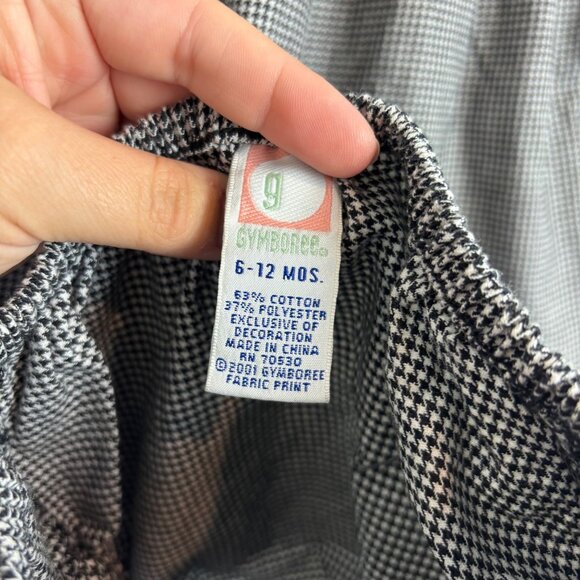 g
GYMBOREE
6-12 MOS.
63% COTTON
37% POLYESTER
EXCLUSIVE OF
DECORATION
MADE IN CHINA
RN 70530
©2001 GYMBOREE
FABRIC PRINT